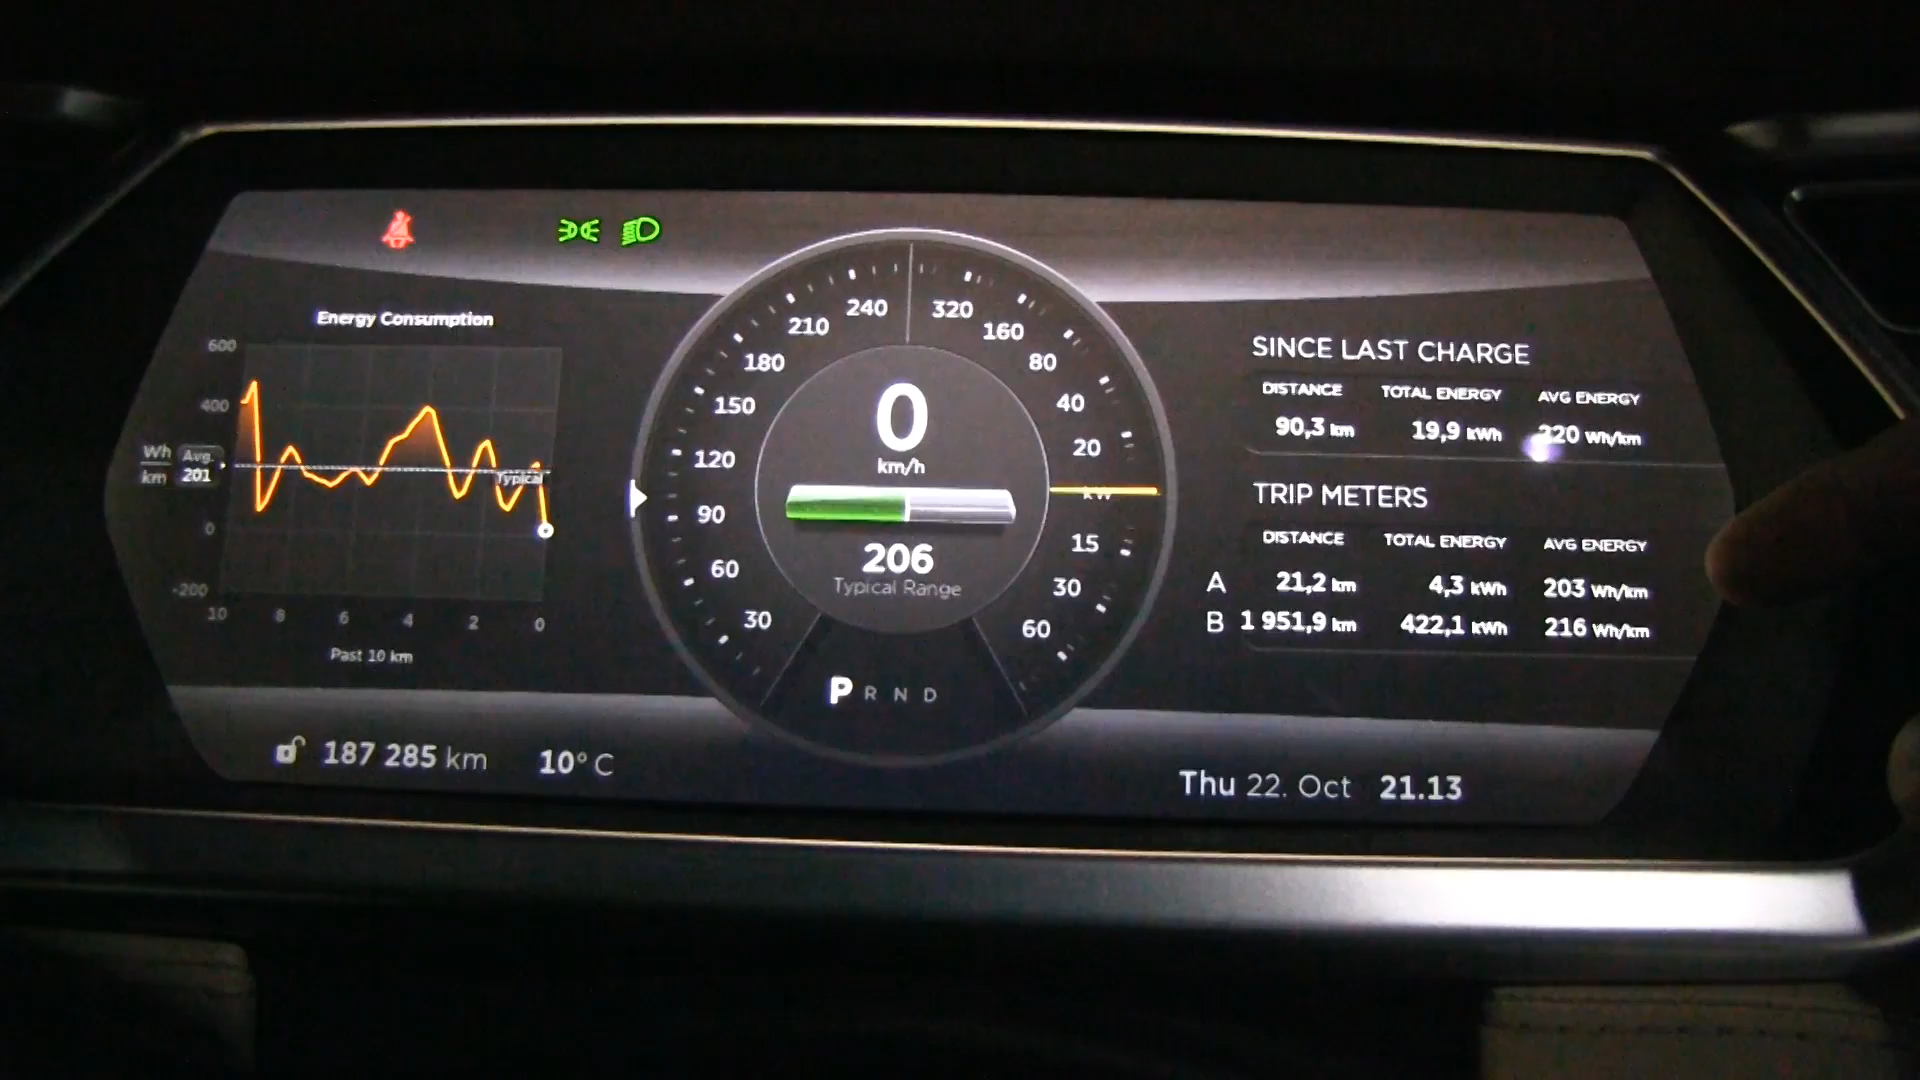 Energy Consumption
600
400
Wh
km
Avg.
201
Typical
0
-200
10 8 6 4 2 0
Past 10 km
240
210
180
150
120
90
60
30
320
160
80
40
20
kW
15
30
60
0
km/h
206
Typical Range
P R N D
SINCE LAST CHARGE
DISTANCE TOTAL ENERGY AVG ENERGY
90,3 km 19,9 kWh 220 Wh/km
TRIP METERS
DISTANCE TOTAL ENERGY AVG ENERGY
A 21,2 km 4,3 kWh 203 Wh/km
B 1 951,9 km 422,1 kWh 216 Wh/km
187 285 km 10° C
Thu 22. Oct 21.13